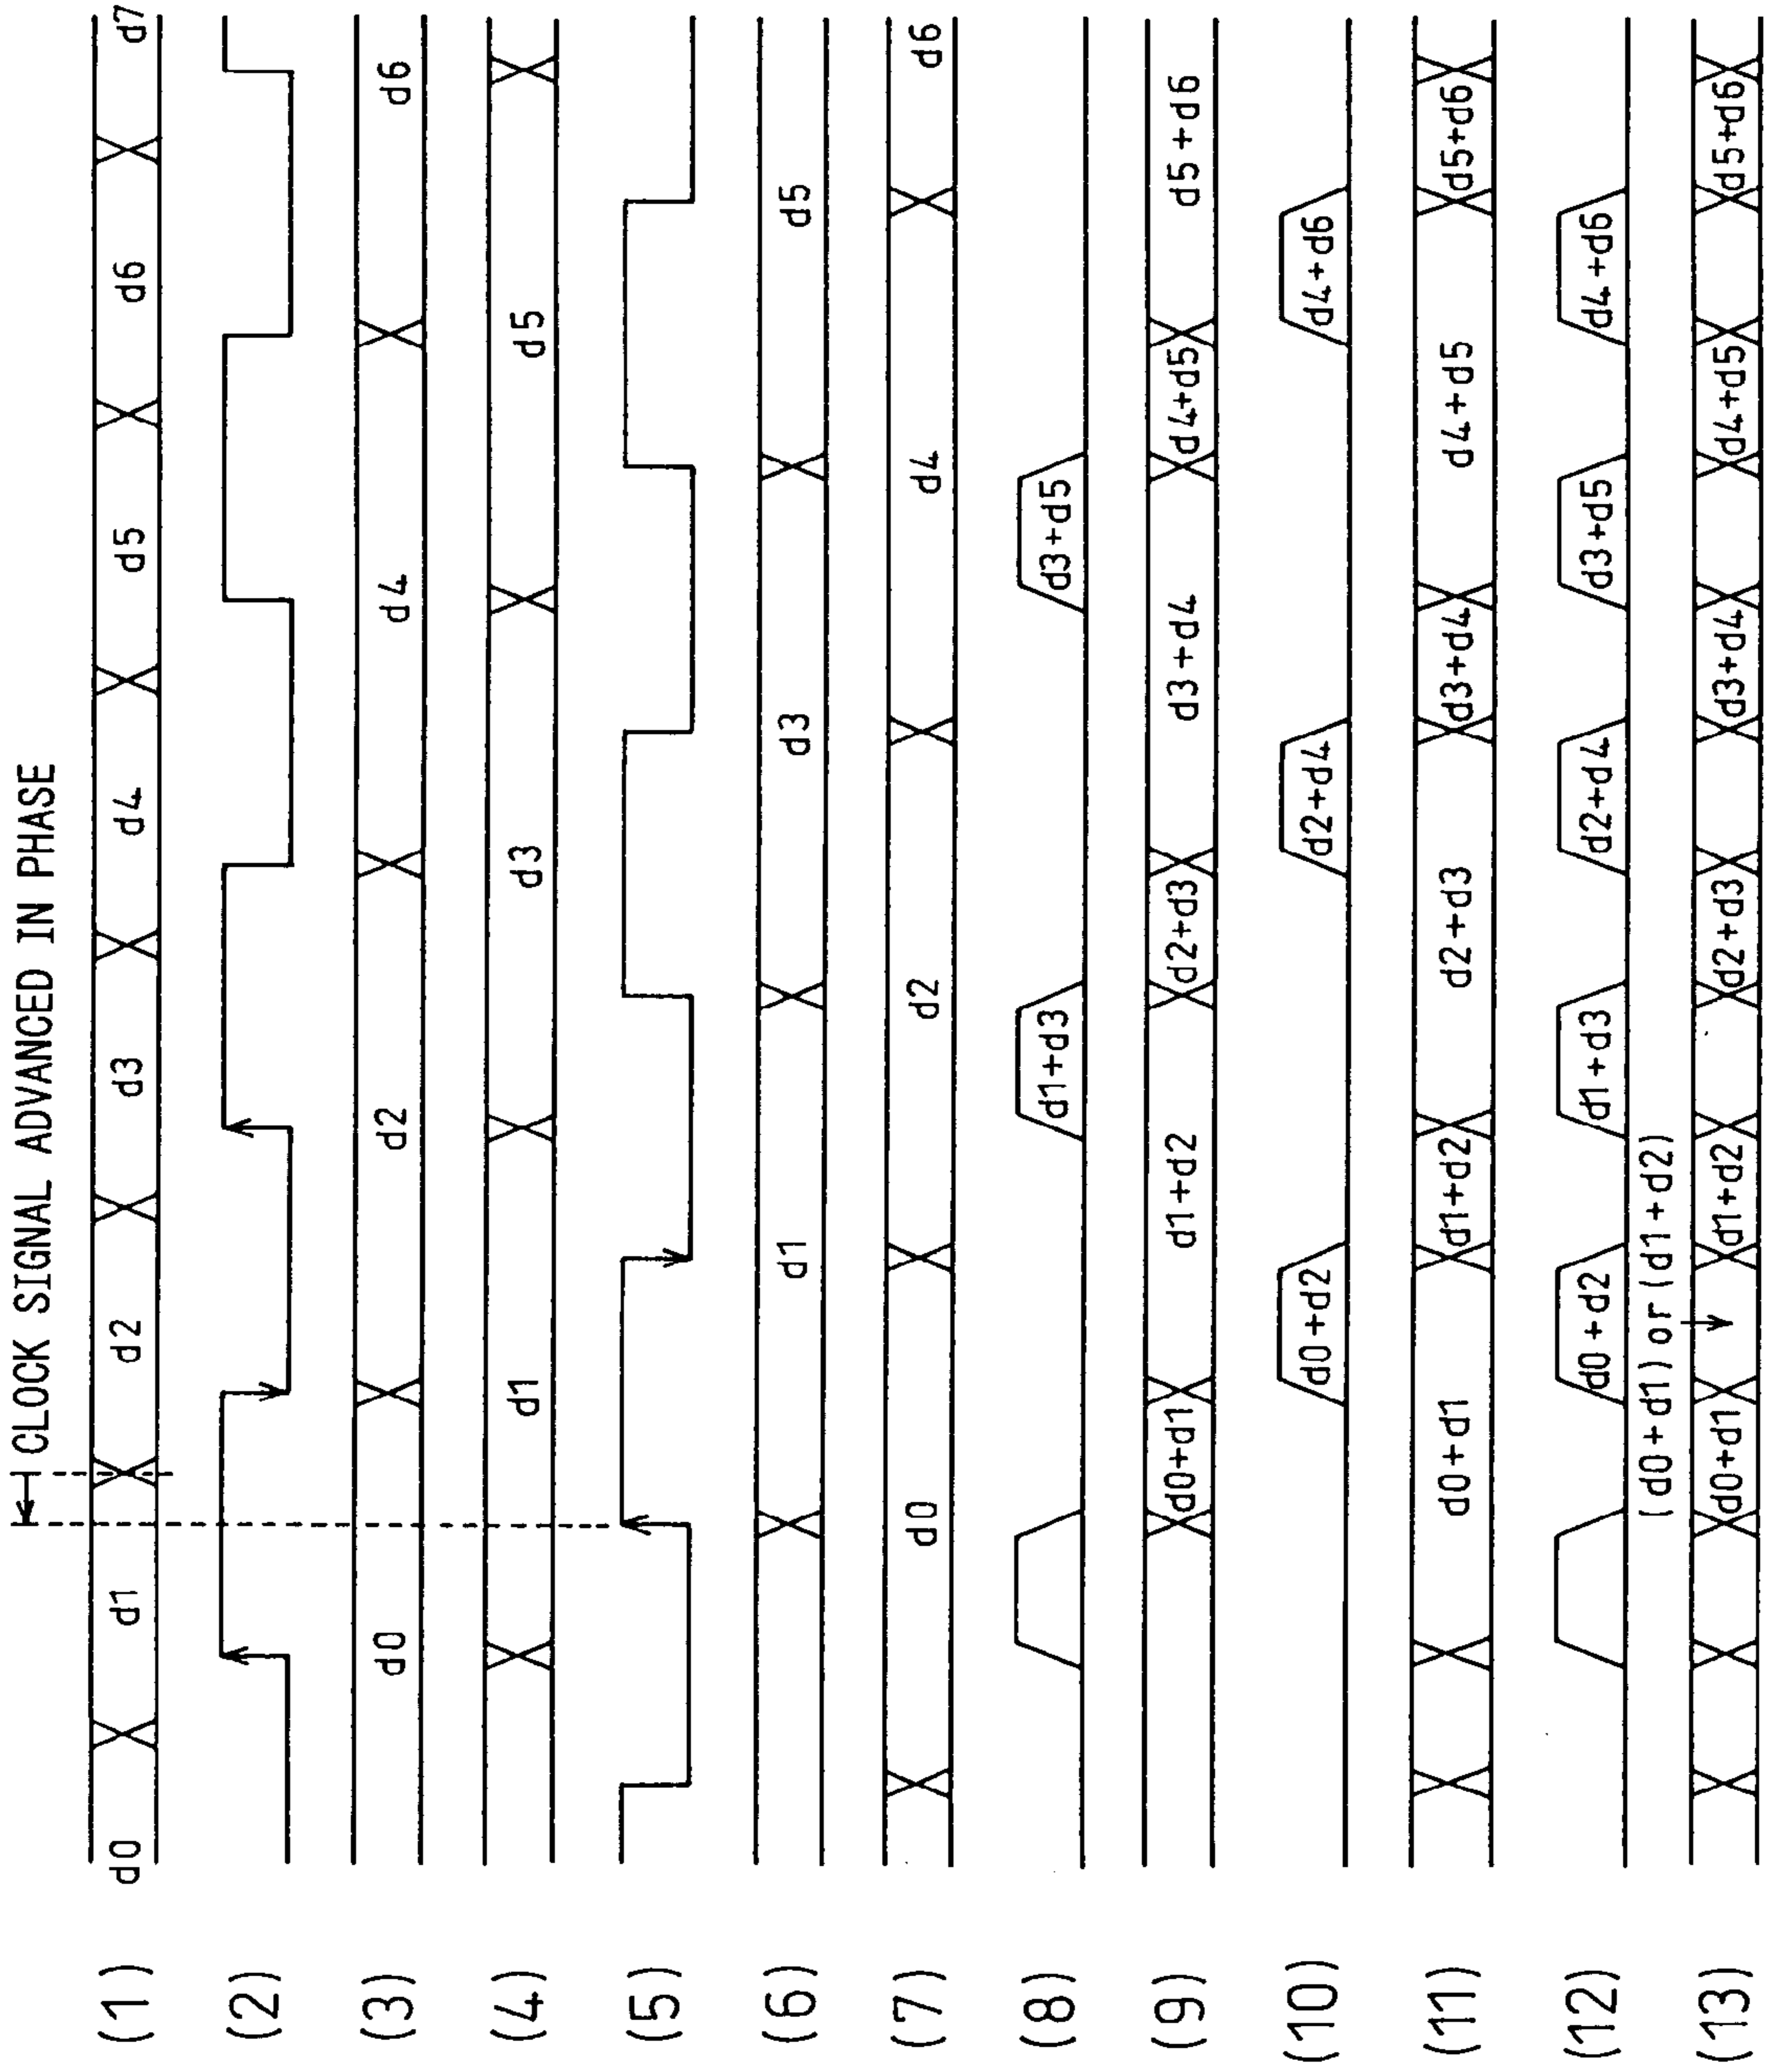 CLOCK SIGNAL ADVANCED IN PHASE
(1) d0 d1 d2 d3 d4 d5 d6 d7
(2)
(3) d0 d2 d4 d6
(4) d1 d3 d5
(5)
(6) d1 d3 d5
(7) d0 d2 d4 d6
(8) d1+d3 d3+d5
(9) d0+d1 d1+d2 d2+d3 d3+d4 d4+d5 d5+d6
(10) d0+d2 d2+d4 d4+d6
(11) d0+d1 d1+d2 d2+d3 d3+d4 d4+d5 d5+d6
(12) d0+d2 d1+d3 d2+d4 d3+d5 d4+d6
(d0+d1) or (d1+d2)
(13) d0+d1 d1+d2 d2+d3 d3+d4 d4+d5 d5+d6